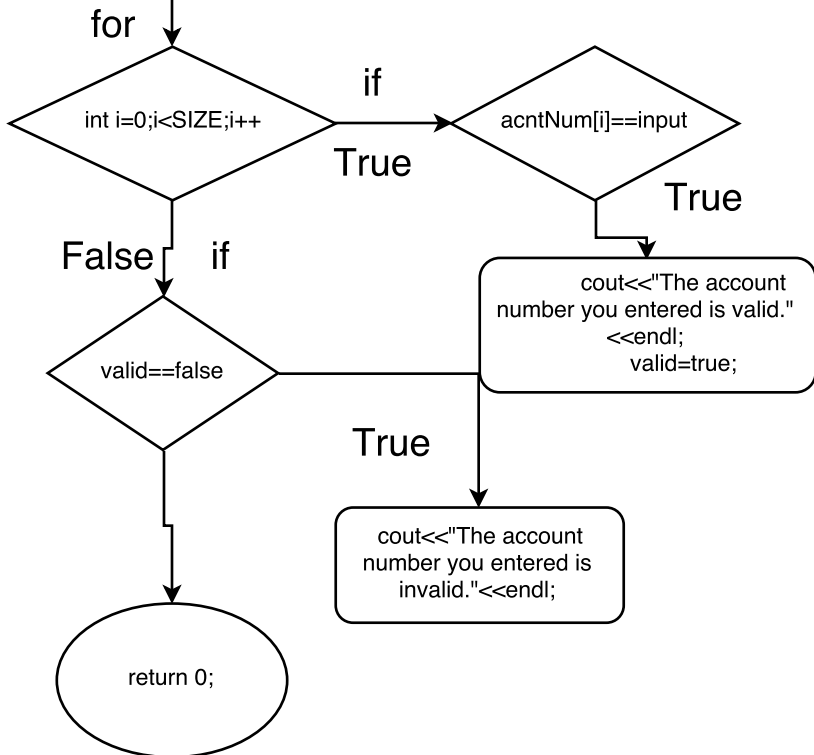 for
int i=0;i<SIZE;i++
if
True
acntNum[i]==input
True
cout<<"The account
number you entered is valid."
<<endl;
valid=true;
False
if
valid==false
True
cout<<"The account
number you entered is
invalid."<<endl;
return 0;